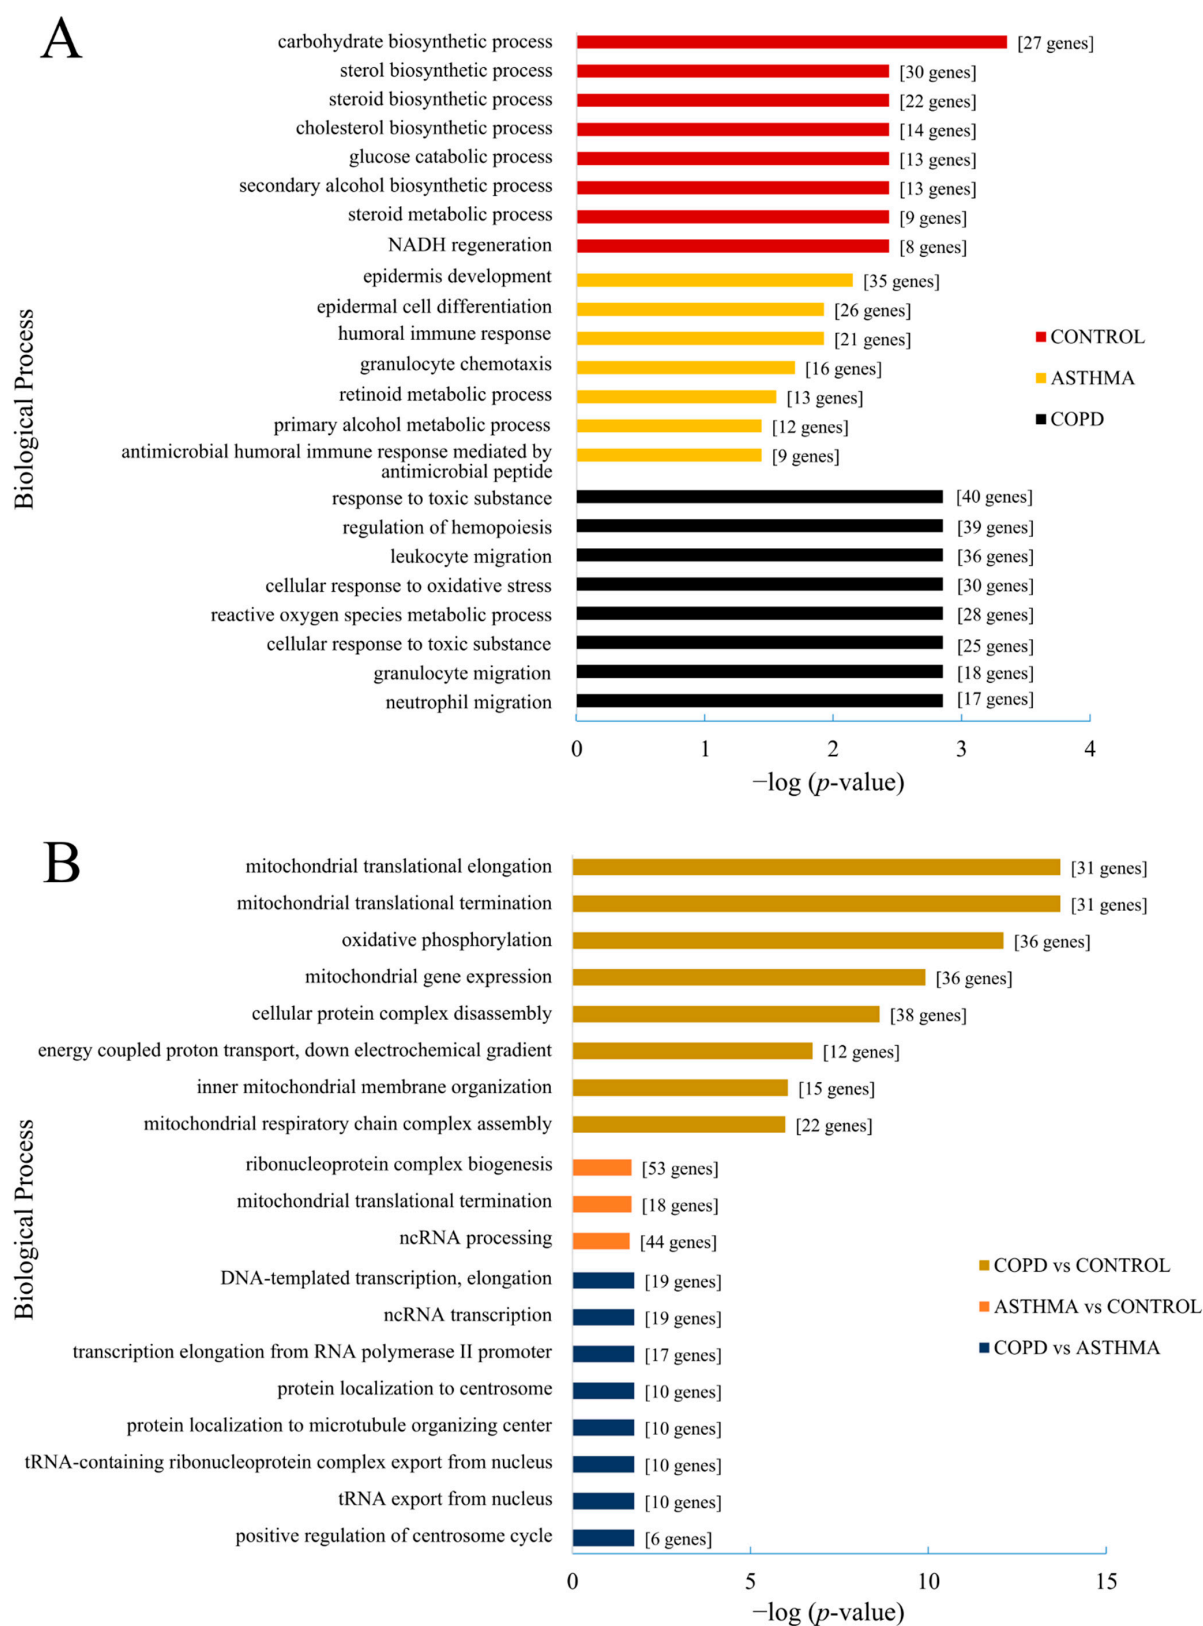 A
carbohydrate biosynthetic process [27 genes]
sterol biosynthetic process [30 genes]
steroid biosynthetic process [22 genes]
cholesterol biosynthetic process [14 genes]
glucose catabolic process [13 genes]
secondary alcohol biosynthetic process [13 genes]
steroid metabolic process [9 genes]
NADH regeneration [8 genes]
epidermis development [35 genes]
epidermal cell differentiation [26 genes]
humoral immune response [21 genes]
granulocyte chemotaxis [16 genes]
retinoid metabolic process [13 genes]
primary alcohol metabolic process [12 genes]
antimicrobial humoral immune response mediated by
antimicrobial peptide [9 genes]
response to toxic substance [40 genes]
regulation of hemopoiesis [39 genes]
leukocyte migration [36 genes]
cellular response to oxidative stress [30 genes]
reactive oxygen species metabolic process [28 genes]
cellular response to toxic substance [25 genes]
granulocyte migration [18 genes]
neutrophil migration [17 genes]
Biological Process
CONTROL
ASTHMA
COPD
0 1 2 3 4
−log (p-value)
B
mitochondrial translational elongation [31 genes]
mitochondrial translational termination [31 genes]
oxidative phosphorylation [36 genes]
mitochondrial gene expression [36 genes]
cellular protein complex disassembly [38 genes]
energy coupled proton transport, down electrochemical gradient [12 genes]
inner mitochondrial membrane organization [15 genes]
mitochondrial respiratory chain complex assembly [22 genes]
ribonucleoprotein complex biogenesis [53 genes]
mitochondrial translational termination [18 genes]
ncRNA processing [44 genes]
DNA-templated transcription, elongation [19 genes]
ncRNA transcription [19 genes]
transcription elongation from RNA polymerase II promoter [17 genes]
protein localization to centrosome [10 genes]
protein localization to microtubule organizing center [10 genes]
tRNA-containing ribonucleoprotein complex export from nucleus [10 genes]
tRNA export from nucleus [10 genes]
positive regulation of centrosome cycle [6 genes]
Biological Process
COPD vs CONTROL
ASTHMA vs CONTROL
COPD vs ASTHMA
0 5 10 15
−log (p-value)